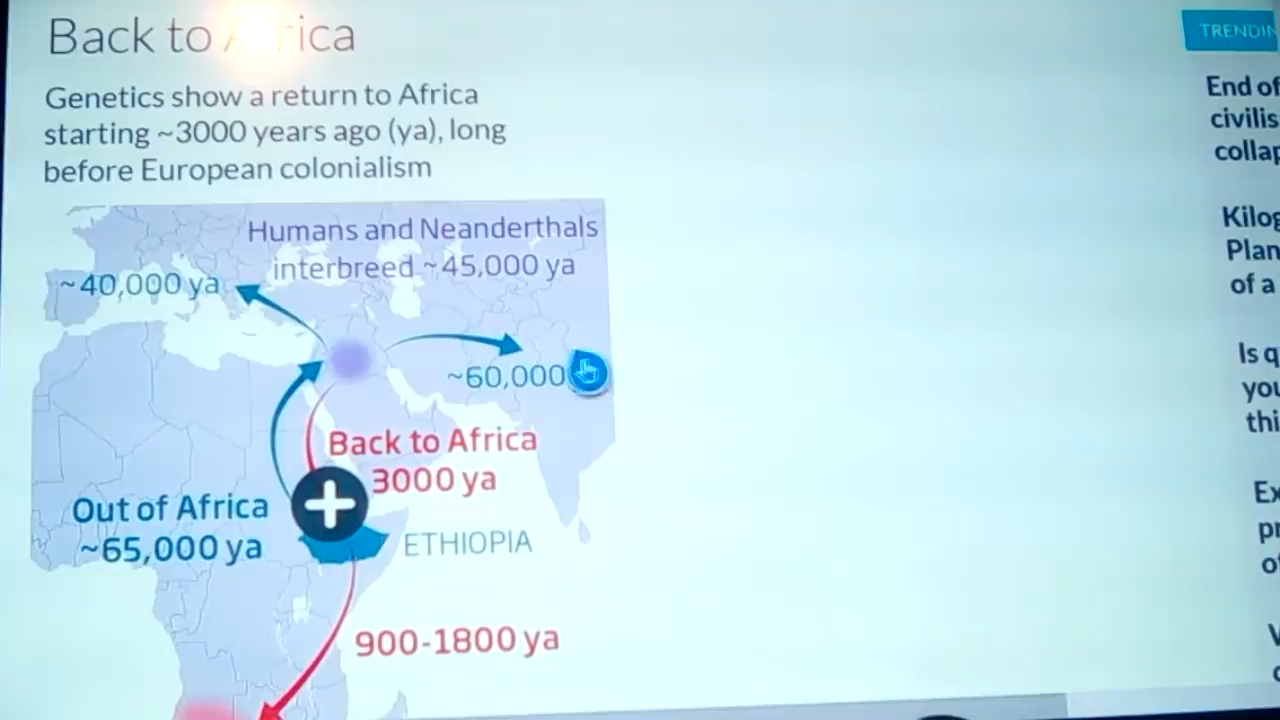 Back to Africa
Genetics show a return to Africa
starting ~3000 years ago (ya), long
before European colonialism
Humans and Neanderthals
interbreed ~45,000 ya
~40,000 ya
~60,000
Back to Africa
3000 ya
Out of Africa
~65,000 ya
ETHIOPIA
900-1800 ya
TRENDIN
End of
civilis
collap
Kilog
Plan
of a
Is q
you
thi
Ex
pr
of